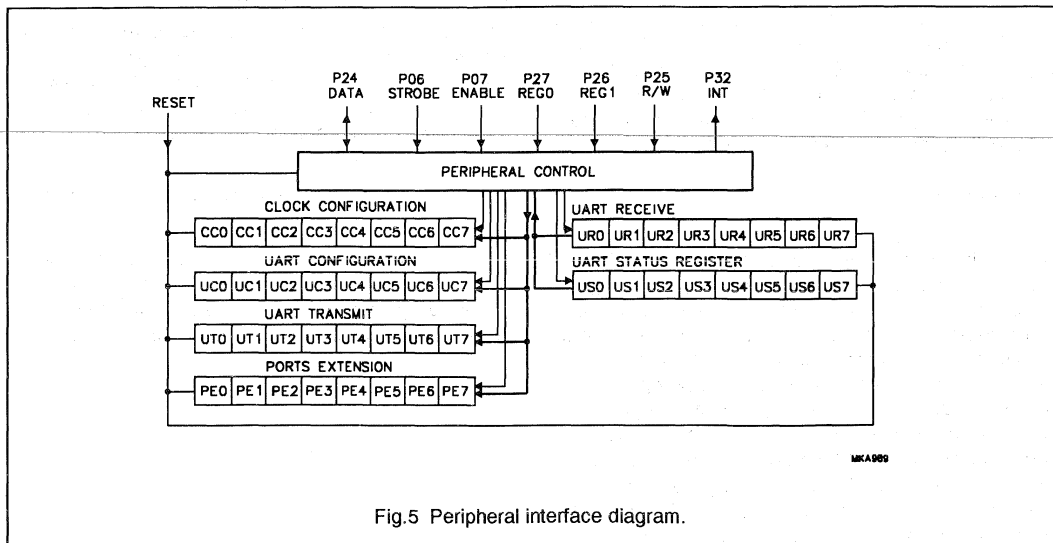 P24 P06 P07 P27 P26 P25 P32
DATA STROBE ENABLE REG0 REG1 R/W INT
RESET
PERIPHERAL CONTROL
CLOCK CONFIGURATION
CC0 CC1 CC2 CC3 CC4 CC5 CC6 CC7
UART CONFIGURATION
UC0 UC1 UC2 UC3 UC4 UC5 UC6 UC7
UART TRANSMIT
UT0 UT1 UT2 UT3 UT4 UT5 UT6 UT7
PORTS EXTENSION
PE0 PE1 PE2 PE3 PE4 PE5 PE6 PE7
UART RECEIVE
UR0 UR1 UR2 UR3 UR4 UR5 UR6 UR7
UART STATUS REGISTER
US0 US1 US2 US3 US4 US5 US6 US7
MKA989
Fig.5 Peripheral interface diagram.